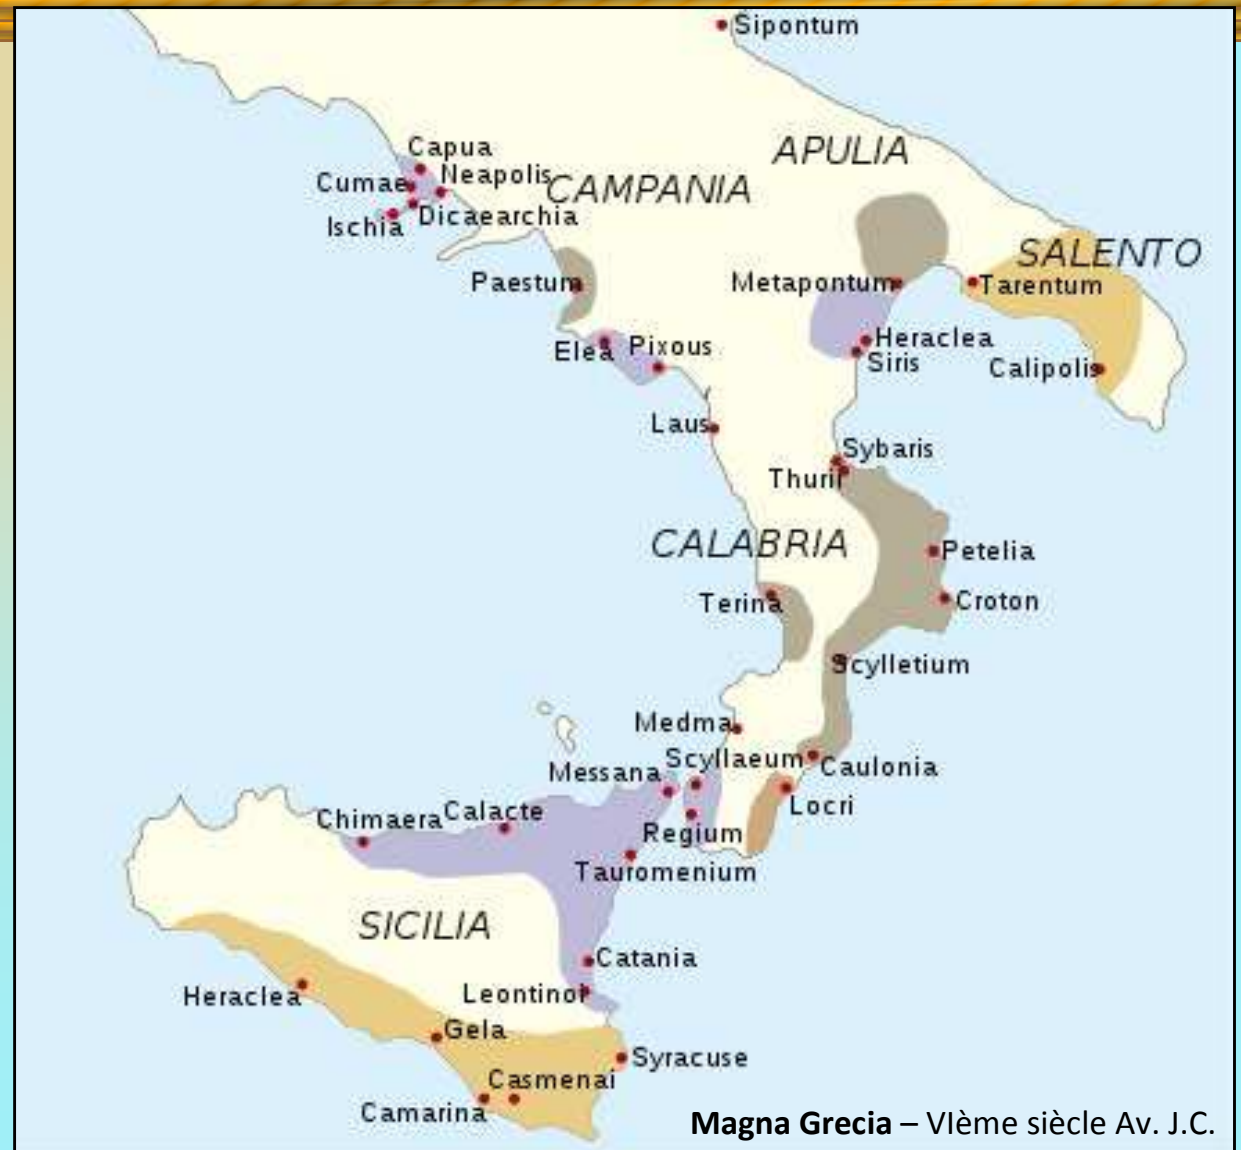 Sipontum
APULIA
Capua
Neapolis
Cumae
CAMPANIA
Dicaearchia
Ischia
SALENTO
Paestum
Metapontum
Tarentum
Elea
Pixous
Heraclea
Siris
Calipolis
Laus
Sybaris
Thurii
CALABRIA
Petelia
Terina
Croton
Scylletium
Medma
Scyllaeum
Caulonia
Messana
Locri
Chimaera
Calacte
Regium
Tauromenium
SICILIA
Catania
Heraclea
Leontinoi
Gela
Syracuse
Casmenai
Camarina
Magna Grecia – VIème siècle Av. J.C.